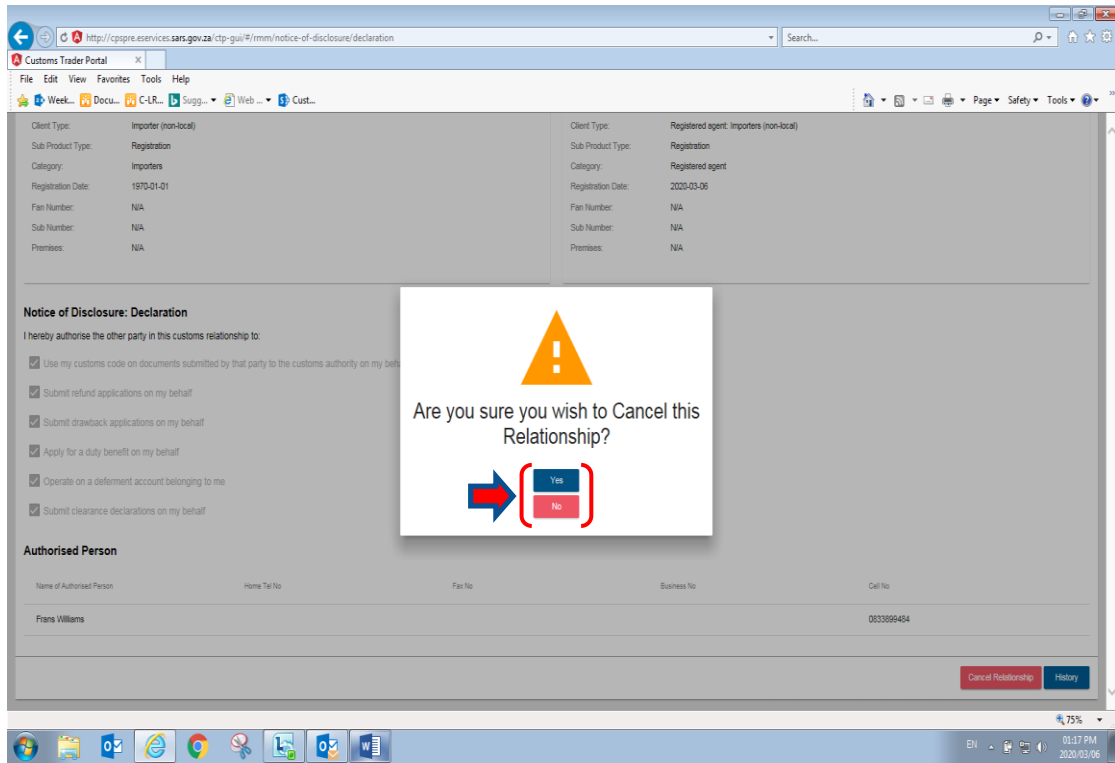 http://cpspre.eservices.sars.gov.za/ctp-gui/#/rmm/notice-of-disclosure/declaration
Search...
Customs Trader Portal
File Edit View Favorites Tools Help
Week... Docu... C-LR... Sugg... Web ... Cust...
Page Safety Tools
Client Type: Importer (non-local) Client Type: Registered agent: Importers (non-local)
Sub Product Type: Registration Sub Product Type: Registration
Category: Importers Category: Registered agent
Registration Date: 1970-01-01 Registration Date: 2020-03-06
Fan Number: N/A Fan Number: N/A
Sub Number: N/A Sub Number: N/A
Premises: N/A Premises: N/A
Notice of Disclosure: Declaration
I hereby authorise the other party in this customs relationship to:
Use my customs code on documents submitted by that party to the customs authority on my beh
Submit refund applications on my behalf
Submit drawback applications on my behalf
Apply for a duty benefit on my behalf
Operate on a deferment account belonging to me
Submit clearance declarations on my behalf
Are you sure you wish to Cancel this
Relationship?
Yes
No
Authorised Person
Name of Authorised Person Home Tel No Fax No Business No Cell No
Frans Williams 0833899484
Cancel Relationship History
75%
EN 01:17 PM
2020/03/06